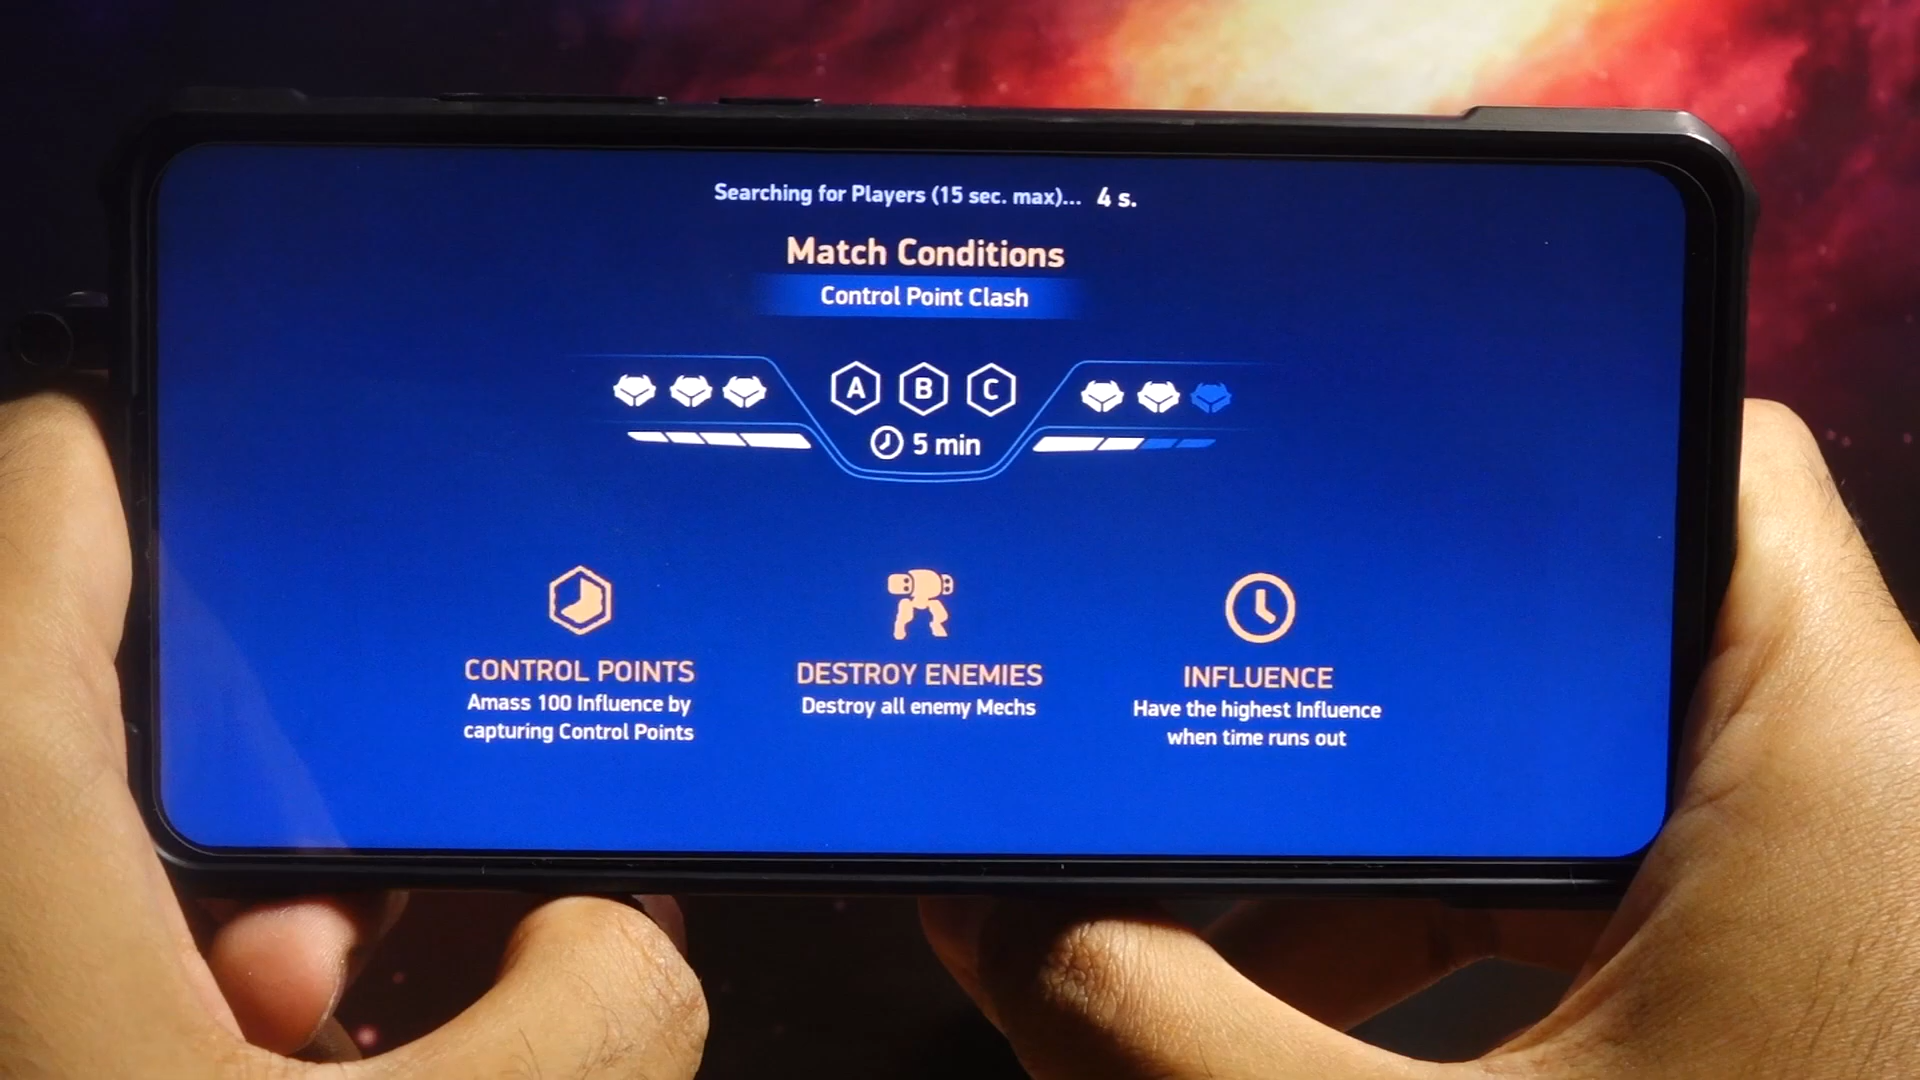 Searching for Players (15 sec. max)... 4 s.
Match Conditions
Control Point Clash
A B C
5 min
CONTROL POINTS
Amass 100 Influence by
capturing Control Points
DESTROY ENEMIES
Destroy all enemy Mechs
INFLUENCE
Have the highest Influence
when time runs out